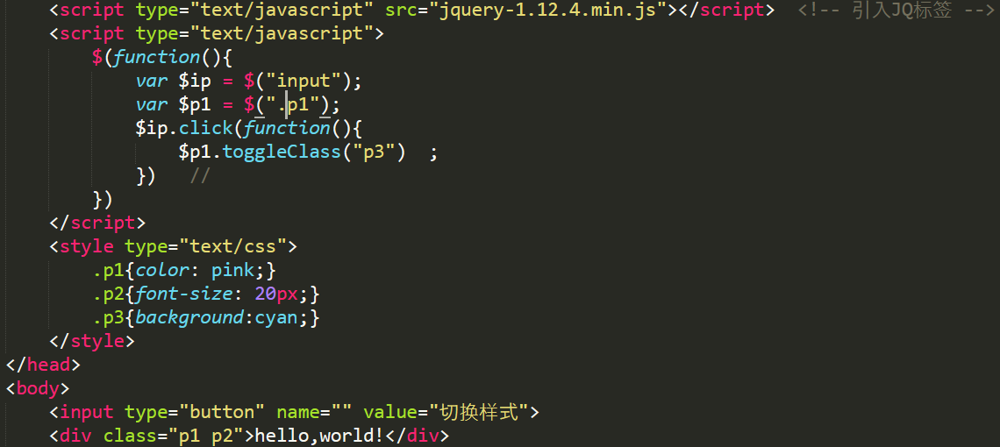 <script type="text/javascript" src="jquery-1.12.4.min.js"></script>  <!-- 引入JQ标签 -->
<script type="text/javascript">
$(function(){
var $ip = $("input");
var $p1 = $(".p1");
$ip.click(function(){
$p1.toggleClass("p3")  ;
})   //
})
</script>
<style type="text/css">
.p1{color: pink;}
.p2{font-size: 20px;}
.p3{background:cyan;}
</style>
</head>
<body>
<input type="button" name="" value="切换样式">
<div class="p1 p2">hello,world!</div>